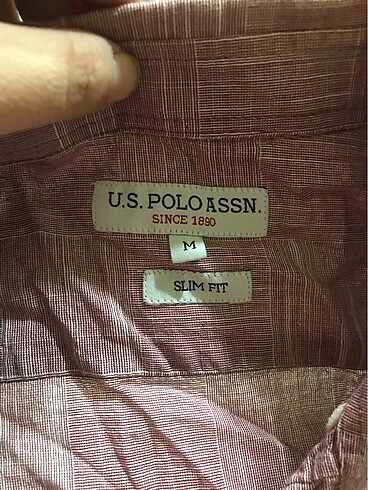 U.S. POLO ASSN.
SINCE 1890
M
SLIM FIT